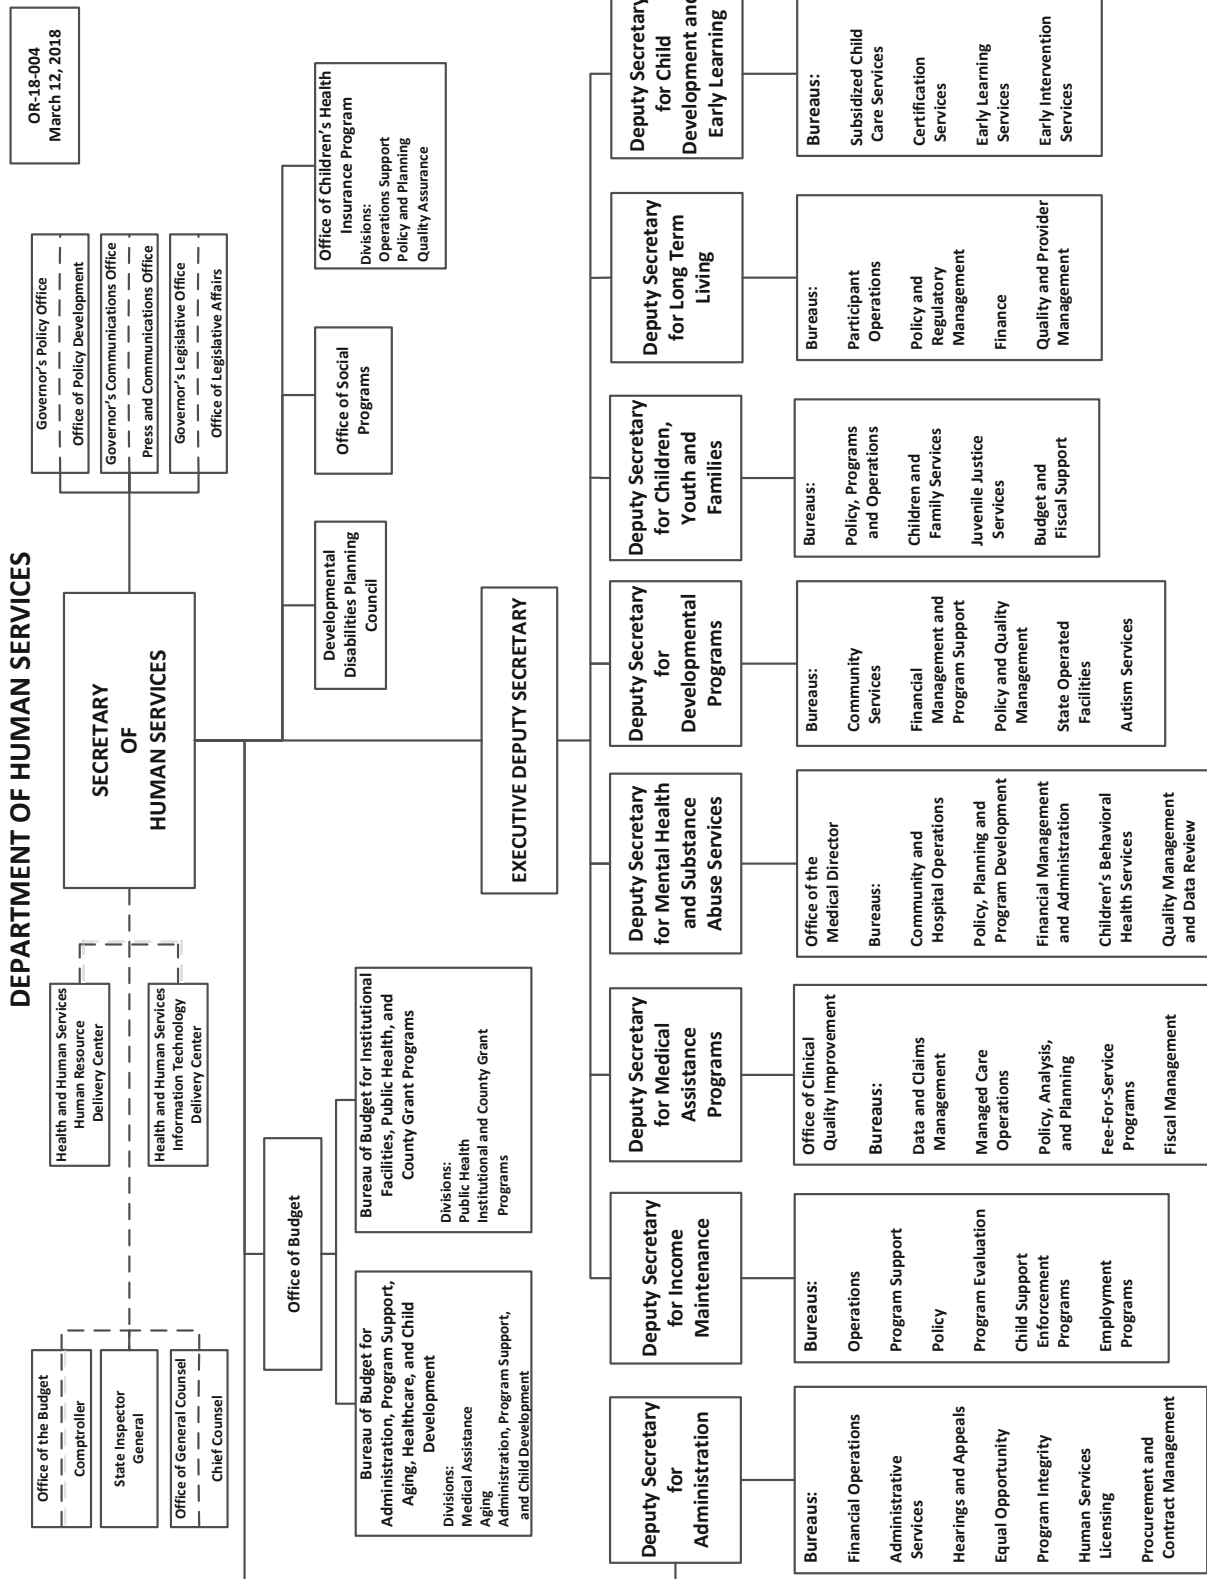 DEPARTMENT OF HUMAN SERVICES
OR-18-004
March 12, 2018
Office of the Budget
Comptroller
State Inspector
General
Office of General Counsel
Chief Counsel
Health and Human Services
Human Resource
Delivery Center
Health and Human Services
Information Technology
Delivery Center
SECRETARY
OF
HUMAN SERVICES
Governor's Policy Office
Office of Policy Development
Governor's Communications Office
Press and Communications Office
Governor's Legislative Office
Office of Legislative Affairs
Office of Budget
Bureau of Budget for
Administration, Program Support,
Aging, Healthcare, and Child
Development
Divisions:
Medical Assistance
Aging
Administration, Program Support,
and Child Development
Bureau of Budget for Institutional
Facilities, Public Health, and
County Grant Programs
Divisions:
Public Health
Institutional and County Grant
Programs
Developmental
Disabilities Planning
Council
Office of Social
Programs
Office of Children's Health
Insurance Program
Divisions:
Operations Support
Policy and Planning
Quality Assurance
EXECUTIVE DEPUTY SECRETARY
Deputy Secretary
for
Administration
Bureaus:
Financial Operations
Administrative
Services
Hearings and Appeals
Equal Opportunity
Program Integrity
Human Services
Licensing
Procurement and
Contract Management
Deputy Secretary
for Income
Maintenance
Bureaus:
Operations
Program Support
Policy
Program Evaluation
Child Support
Enforcement
Programs
Employment
Programs
Deputy Secretary
for Medical
Assistance
Programs
Office of Clinical
Quality Improvement
Bureaus:
Data and Claims
Management
Managed Care
Operations
Policy, Analysis,
and Planning
Fee-For-Service
Programs
Fiscal Management
Deputy Secretary
for Mental Health
and Substance
Abuse Services
Office of the
Medical Director
Bureaus:
Community and
Hospital Operations
Policy, Planning and
Program Development
Financial Management
and Administration
Children's Behavioral
Health Services
Quality Management
and Data Review
Deputy Secretary
for
Developmental
Programs
Bureaus:
Community
Services
Financial
Management and
Program Support
Policy and Quality
Management
State Operated
Facilities
Autism Services
Deputy Secretary
for Children,
Youth and
Families
Bureaus:
Policy, Programs
and Operations
Children and
Family Services
Juvenile Justice
Services
Budget and
Fiscal Support
Deputy Secretary
for Long Term
Living
Bureaus:
Participant
Operations
Policy and
Regulatory
Management
Finance
Quality and Provider
Management
Deputy Secretary
for Child
Development and
Early Learning
Bureaus:
Subsidized Child
Care Services
Certification
Services
Early Learning
Services
Early Intervention
Services